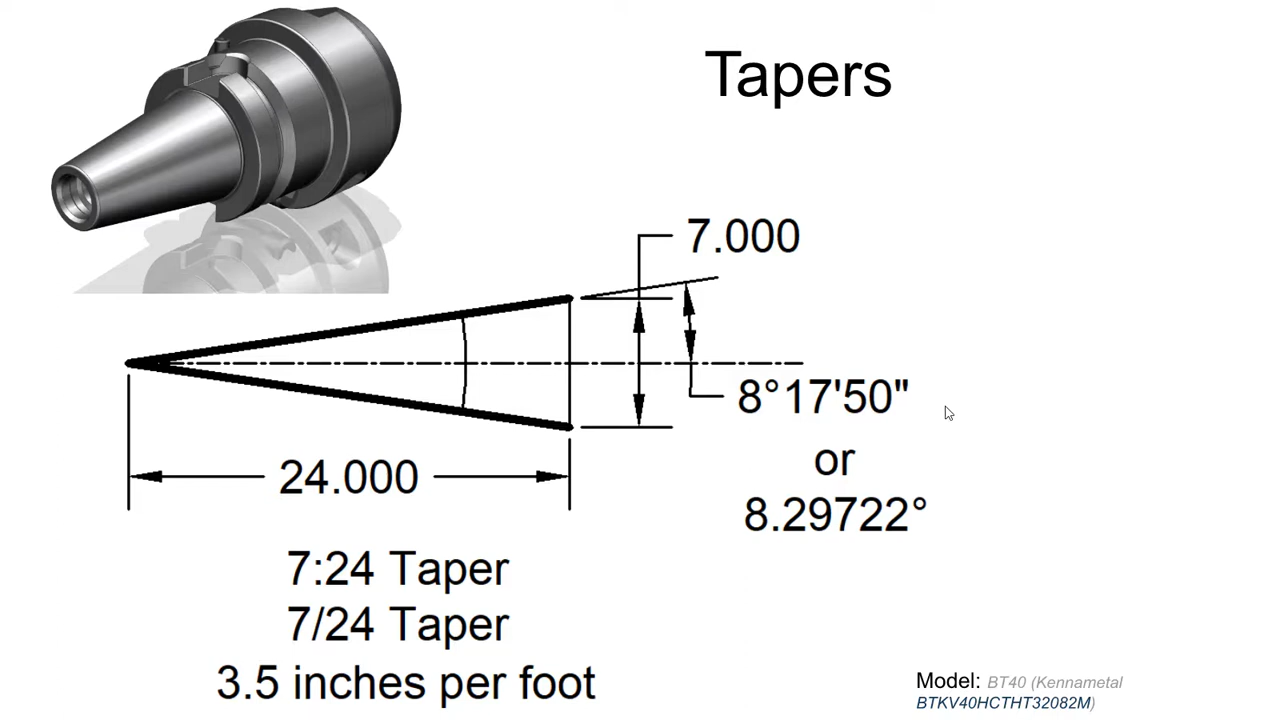 Tapers
7.000
8°17'50"
or
8.29722°
24.000
7:24 Taper
7/24 Taper
3.5 inches per foot
Model: BT40 (Kennametal
BTKV40HCTHT32082M)